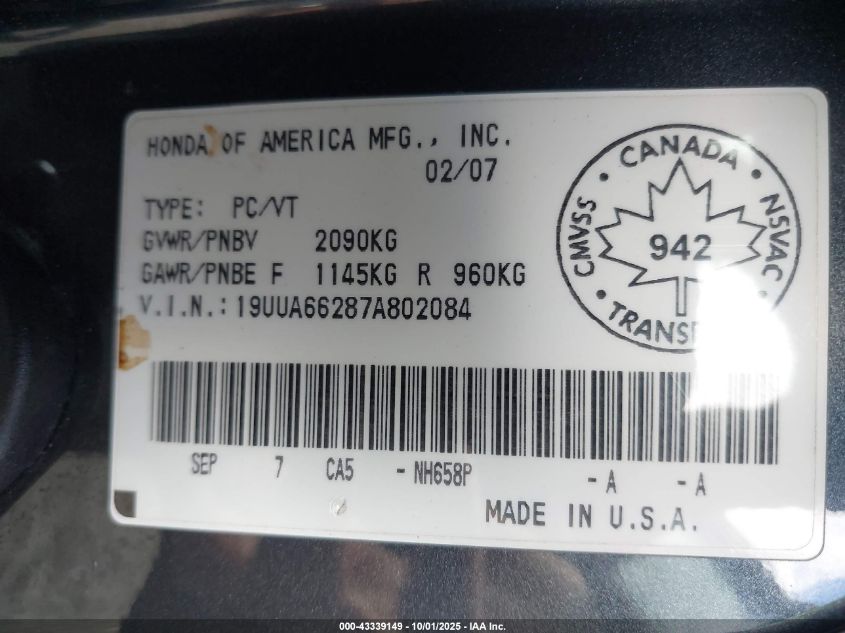 HONDA OF AMERICA MFG., INC.
02/07
TYPE: PC/VT
GVWR/PNBV 2090KG
GAWR/PNBE F 1145KG R 960KG
V.I.N.: 19UUA66287A802084
CANADA
CMVSS
NSVAC
942
SEP 7 CA5 -NH658P -A -A
MADE IN U.S.A.
000-43339149 - 10/01/2025 - IAA Inc.